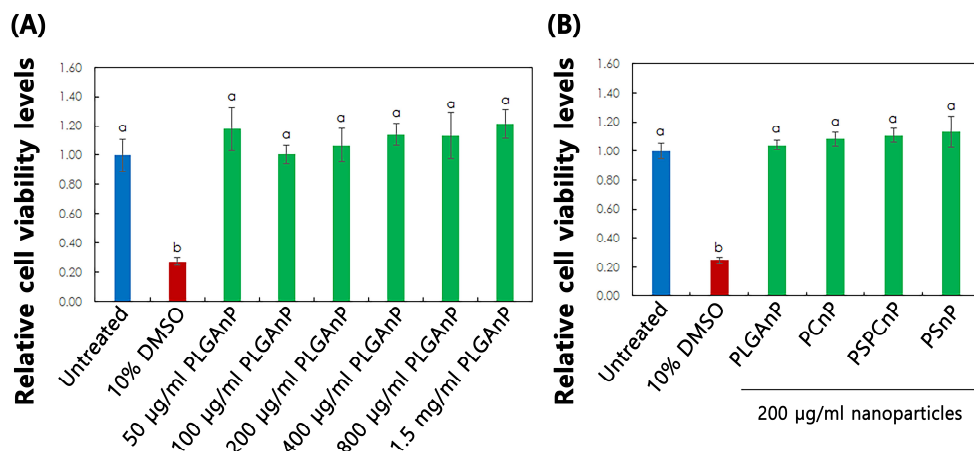 (A)
Relative cell viability levels
1.60
1.40
1.20
1.00
0.80
0.60
0.40
0.20
0.00
a
b
a
a
a
a
a
a
Untreated
10% DMSO
50 μg/ml PLGAnP
100 μg/ml PLGAnP
200 μg/ml PLGAnP
400 μg/ml PLGAnP
800 μg/ml PLGAnP
1.5 mg/ml PLGAnP
(B)
Relative cell viability levels
1.60
1.40
1.20
1.00
0.80
0.60
0.40
0.20
0.00
a
b
a
a
a
a
Untreated
10% DMSO
PLGAnP
PCnP
PSPCnP
PSnP
200 μg/ml nanoparticles